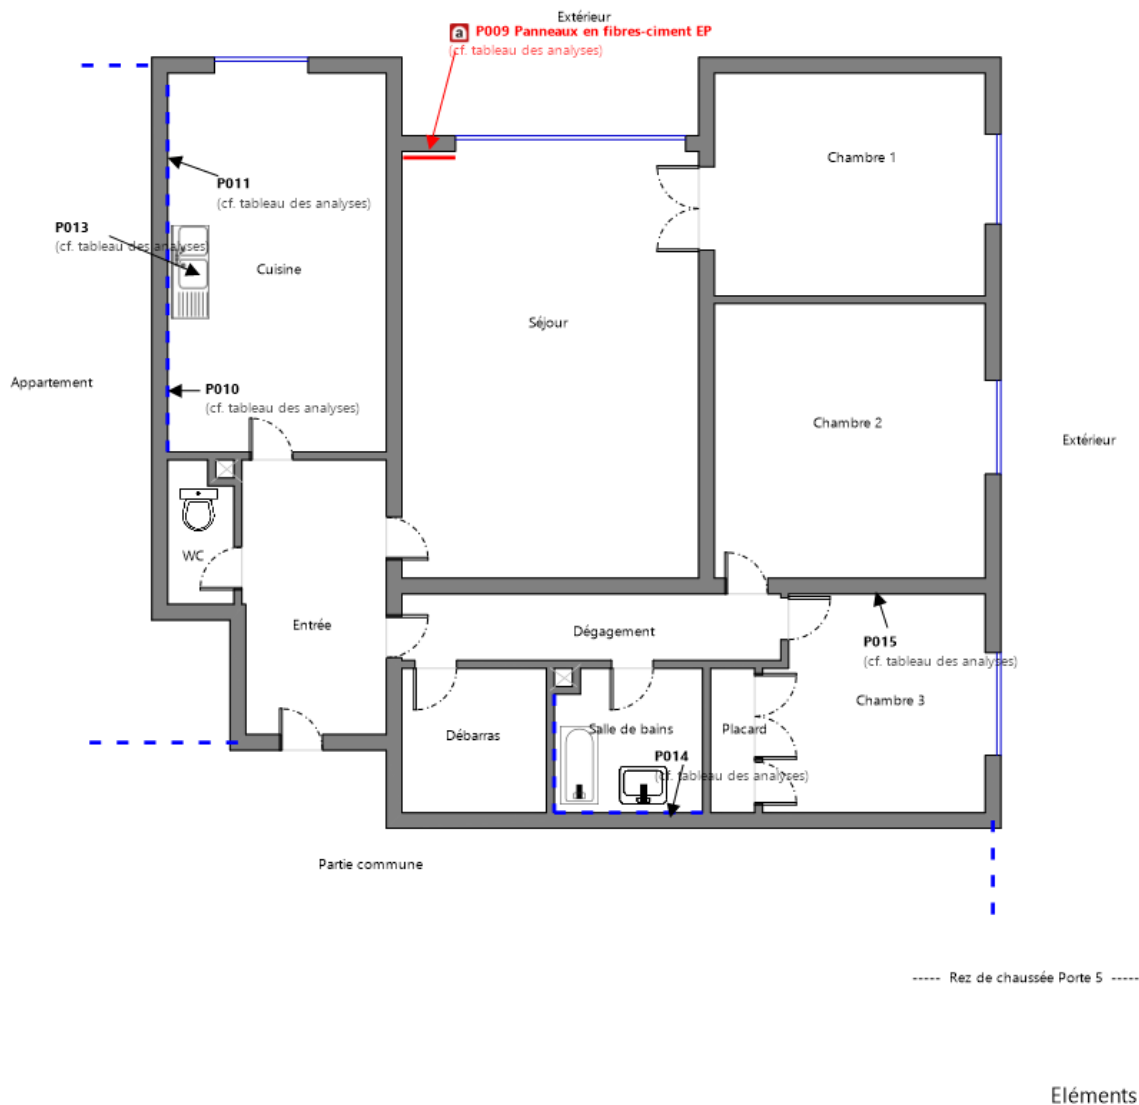 Extérieur
a P009 Panneaux en fibres-ciment EP
(cf. tableau des analyses)
Chambre 1
P011
(cf. tableau des analyses)
P013
(cf. tableau des analyses)
Cuisine
Séjour
Appartement
P010
(cf. tableau des analyses)
Chambre 2
Extérieur
WC
Entrée
Dégagement
P015
(cf. tableau des analyses)
Chambre 3
Débarras
Salle de bains
Placard
P014
(cf. tableau des analyses)
Partie commune
----- Rez de chaussée Porte 5 -----
Eléments